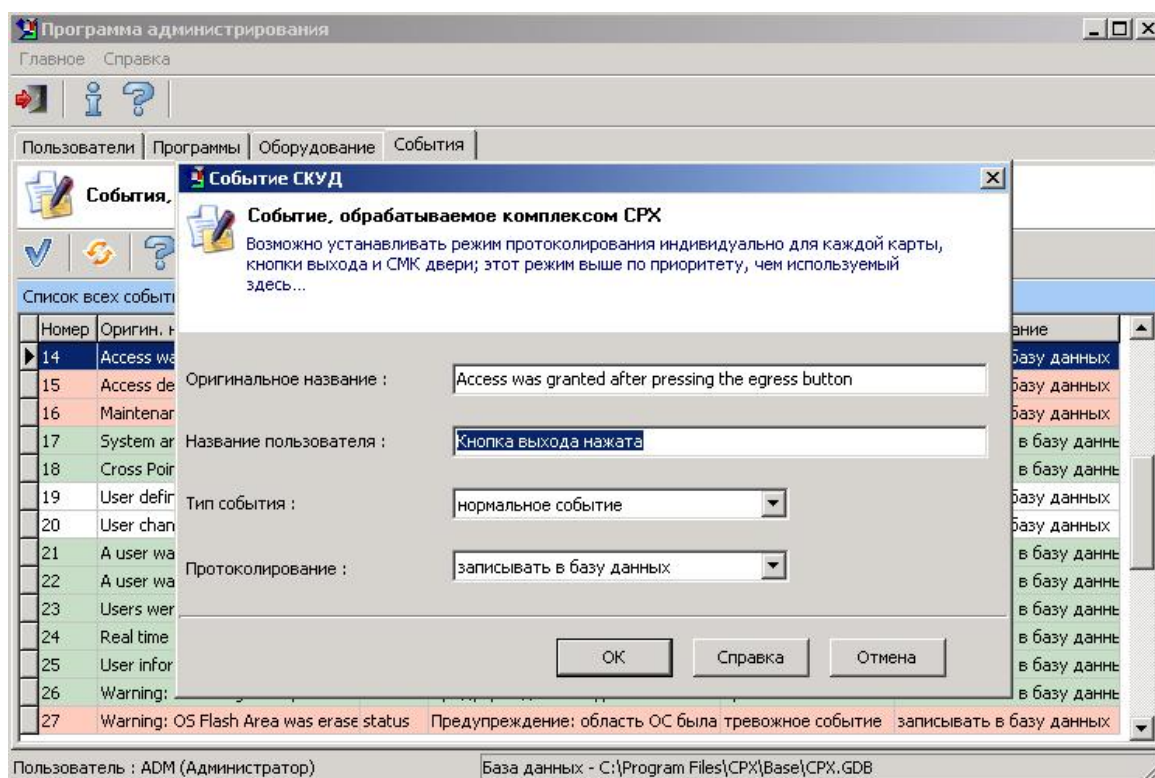 Программа администрирования
Главное Справка
Пользователи Программы Оборудование События
События,
Событие СКУД
Событие, обрабатываемое комплексом СРХ
Возможно устанавливать режим протоколирования индивидуально для каждой карты,
кнопки выхода и СМК двери; этот режим выше по приоритету, чем используемый
здесь...
Список всех событ
Номер Оригин. ание
14 Access wa базу данных
15 Access de базу данных
16 Maintenan базу данных
17 System ar в базу данны
18 Cross Poin в базу данны
19 User defin базу данных
20 User chan базу данных
21 A user wa в базу данны
22 A user wa в базу данны
23 Users wer в базу данны
24 Real time в базу данны
25 User infor в базу данны
26 Warning: в базу данны
27 Warning: OS Flash Area was erase status Предупреждение: область ОС была тревожное событие записывать в базу данных
Оригинальное название : Access was granted after pressing the egress button
Название пользователя : Кнопка выхода нажата
Тип события : нормальное событие
Протоколирование : записывать в базу данных
OK Справка Отмена
Пользователь : ADM (Администратор) База данных - C:\Program Files\CPX\Base\CPX.GDB